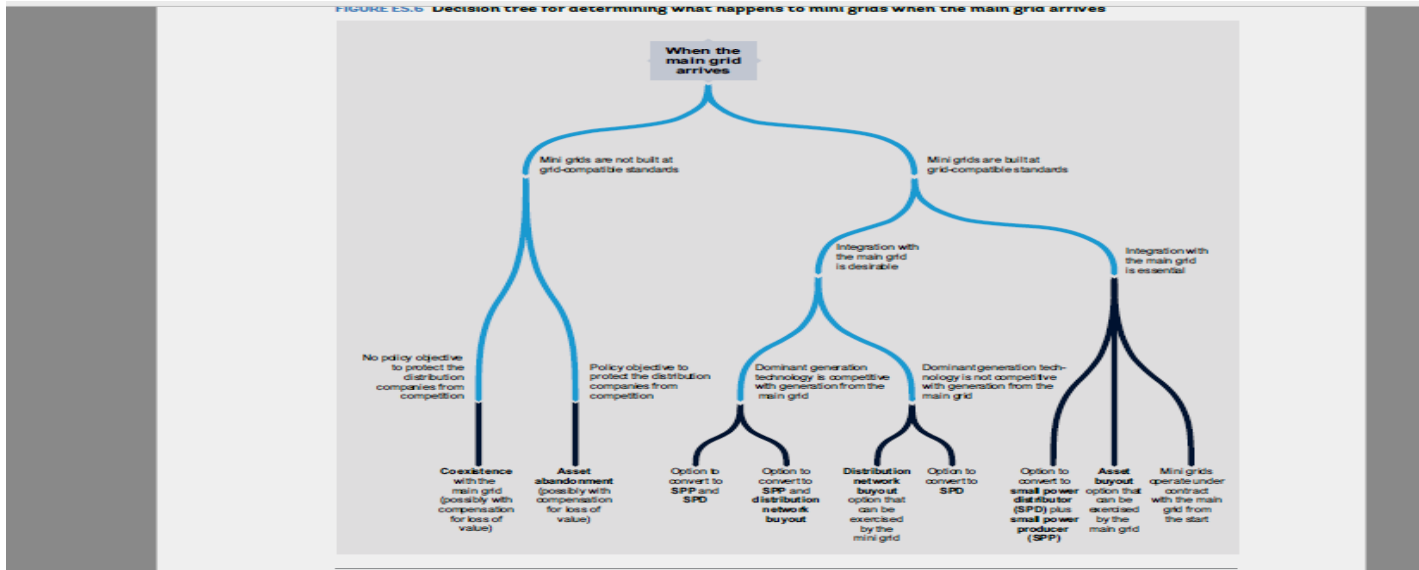 FIGURE ES.6 Decision tree for determining what happens to mini grids when the main grid arrives
When the
main grid
arrives
Mini grids are not built at
grid-compatible standards
Mini grids are built at
grid-compatible standards
Integration with
the main grid
is desirable
Integration with
the main grid
is essential
No policy objective
to protect the
distribution
companies from
competition
Policy objective to
protect the distribution
companies from
competition
Dominant generation
technology is competitive
with generation from the
main grid
Dominant generation tech-
nology is not competitive
with generation from the
main grid
Coexistence
with the
main grid
(possibly with
compensation
for loss of
value)
Asset
abandonment
(possibly with
compensation
for loss of
value)
Option to
convert to
SPP and
SPD
Option to
convert to
SPP and
distribution
network
buyout
Distribution
network
buyout
option that
can be
exercised
by the
mini grid
Option to
convert to
SPD
Option to
convert to
small power
distributor
(SPD) plus
small power
producer
(SPP)
Asset
buyout
option that
can be
exercised
by the
main grid
Mini grids
operate under
contract
with the main
grid from
the start